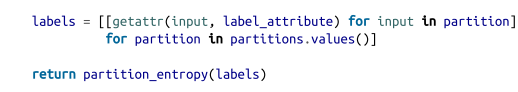 labels = [[getattr(input, label_attribute) for input in partition]
for partition in partitions.values()]
return partition_entropy(labels)